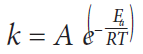 k = A e^(-Ea/RT)